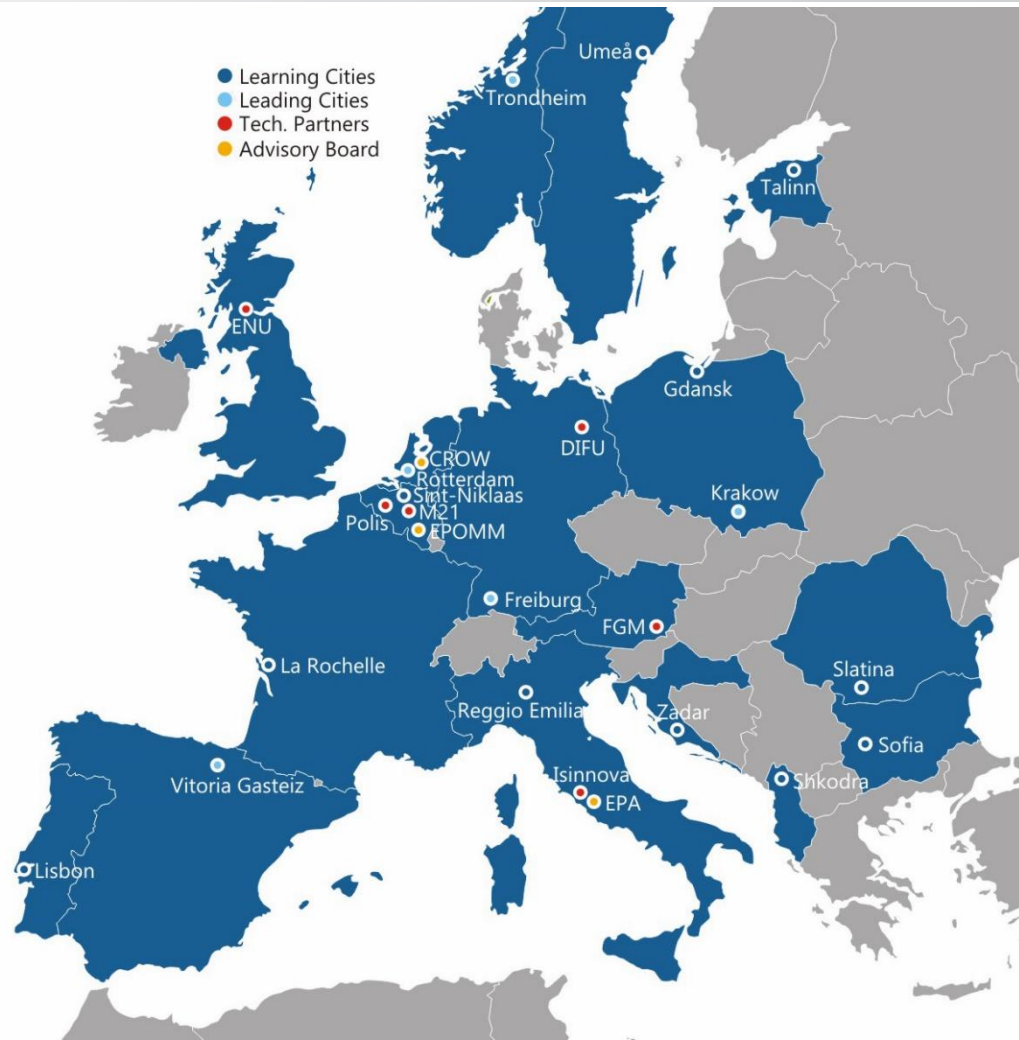 Learning Cities
Leading Cities
Tech. Partners
Advisory Board
Umeå
Trondheim
Talinn
ENU
Gdansk
DIFU
CROW
Rotterdam
Sint-Niklaas
M21
Polis
EPOMM
Krakow
Freiburg
FGM
La Rochelle
Slatina
Reggio Emilia
Zadar
Sofia
Isinnova
Shkodra
Vitoria Gasteiz
EPA
Lisbon